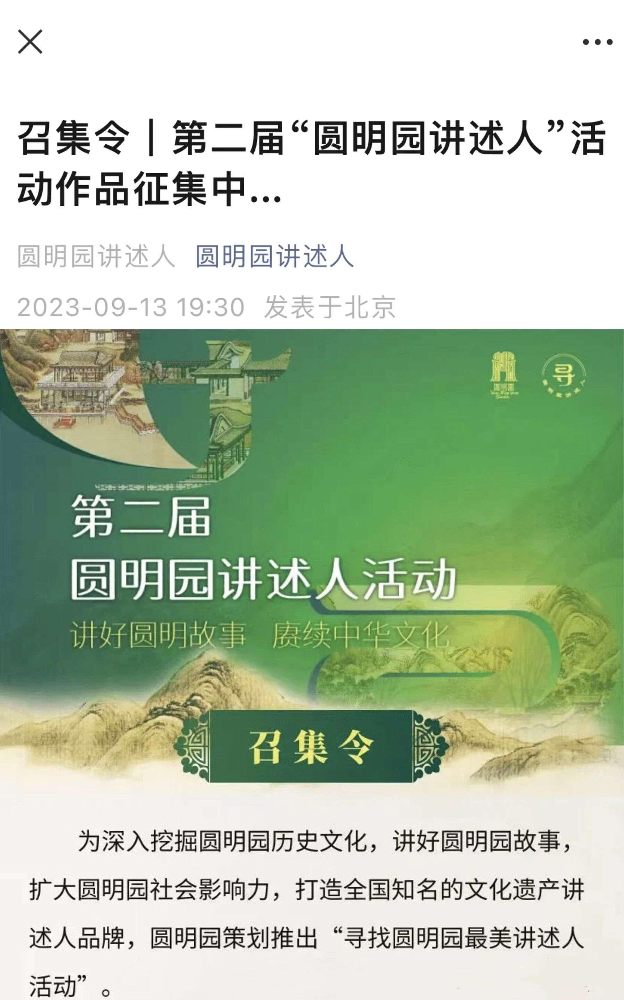 召集令｜第二届“圆明园讲述人”活
动作品征集中...
圆明园讲述人 圆明园讲述人
2023-09-13 19:30 发表于北京
圆明园
寻
第二届
圆明园讲述人活动
讲好圆明故事 赓续中华文化
召集令
为深入挖掘圆明园历史文化，讲好圆明园故事，
扩大圆明园社会影响力，打造全国知名的文化遗产讲
述人品牌，圆明园策划推出“寻找圆明园最美讲述人
活动”。